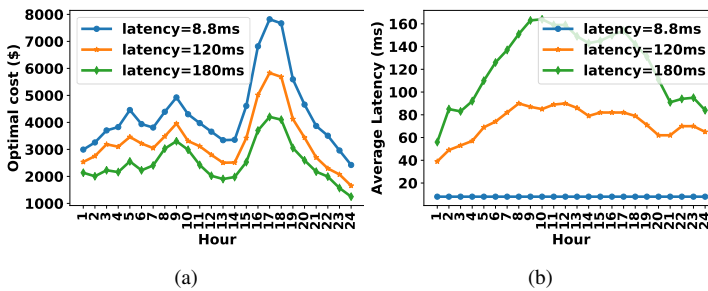 8000
7000
6000
5000
4000
3000
2000
1000
Optimal cost ($)
latency=8.8ms
latency=120ms
latency=180ms
1 2 3 4 5 6 7 8 9 10 11 12 13 14 15 16 17 18 19 20 21 22 23 24
Hour
(a)
160
140
120
100
80
60
40
20
Average Latency (ms)
latency=8.8ms
latency=120ms
latency=180ms
1 2 3 4 5 6 7 8 9 10 11 12 13 14 15 16 17 18 19 20 21 22 23 24
Hour
(b)